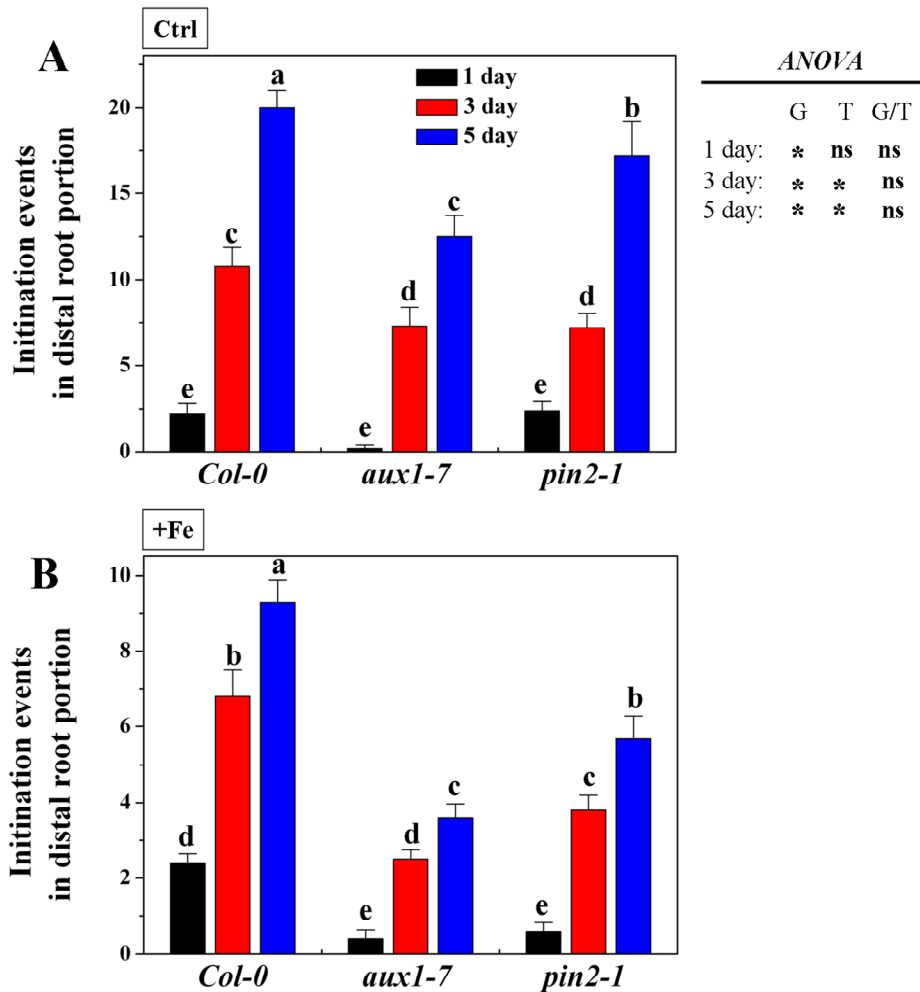 Ctrl
A
1 day
3 day
5 day
ANOVA
G T G/T
1 day: * ns ns
3 day: * * ns
5 day: * * ns
Initination events
in distal root portion
20
15
10
5
0
e c a
e d c
e d b
Col-0 aux1-7 pin2-1
+Fe
B
Initination events
in distal root portion
10
8
6
4
2
0
d b a
e d c
e c b
Col-0 aux1-7 pin2-1